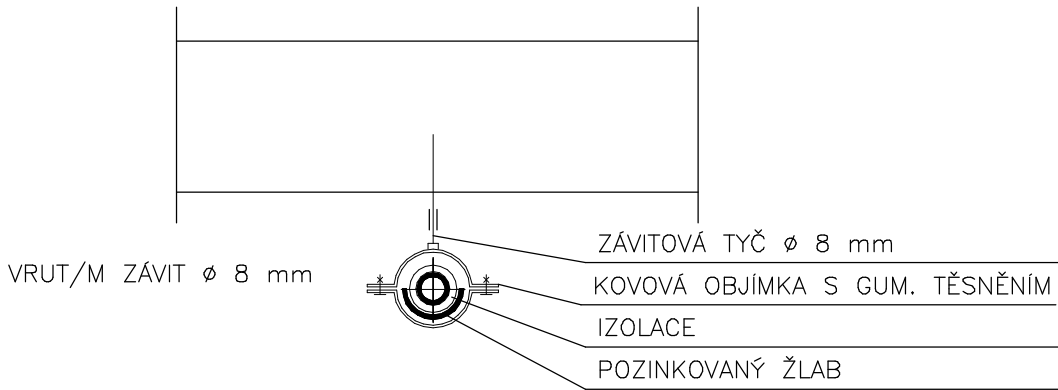 ZÁVITOVÁ TYČ ø 8 mm
VRUT/M ZÁVIT ø 8 mm
KOVOVÁ OBJÍMKA S GUM. TĚSNĚNÍM
IZOLACE
POZINKOVANÝ ŽLAB